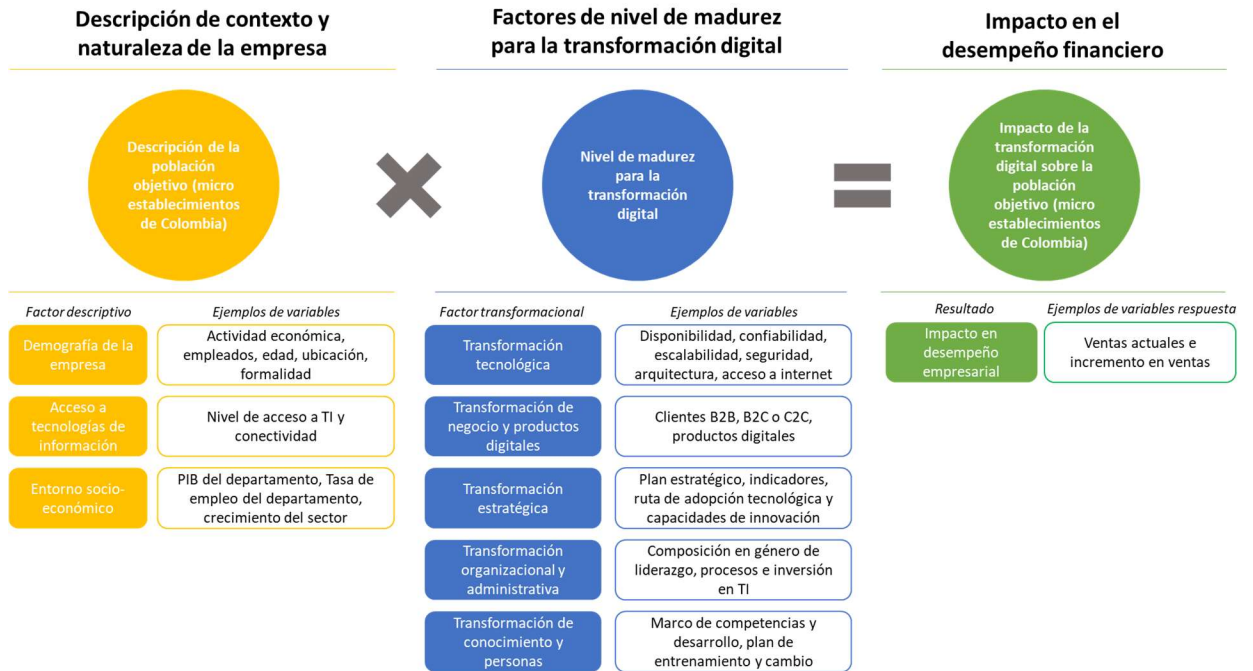 Descripción de contexto y
naturaleza de la empresa
Factores de nivel de madurez
para la transformación digital
Impacto en el
desempeño financiero
Descripción de la
población
objetivo (micro
establecimientos
de Colombia)
Nivel de madurez
para la
transformación
digital
Impacto de la
transformación
digital sobre la
población
objetivo (micro
establecimientos
de Colombia)
Factor descriptivo
Ejemplos de variables
Demografía de la
empresa
Actividad económica,
empleados, edad, ubicación,
formalidad
Acceso a
tecnologías de
información
Nivel de acceso a TI y
conectividad
Entorno socio-
económico
PIB del departamento, Tasa de
empleo del departamento,
crecimiento del sector
Factor transformacional
Ejemplos de variables
Transformación
tecnológica
Disponibilidad, confiabilidad,
escalabilidad, seguridad,
arquitectura, acceso a internet
Transformación de
negocio y productos
digitales
Clientes B2B, B2C o C2C,
productos digitales
Transformación
estratégica
Plan estratégico, indicadores,
ruta de adopción tecnológica y
capacidades de innovación
Transformación
organizacional y
administrativa
Composición en género de
liderazgo, procesos e inversión
en TI
Transformación de
conocimiento y
personas
Marco de competencias y
desarrollo, plan de
entrenamiento y cambio
Resultado
Ejemplos de variables respuesta
Impacto en
desempeño
empresarial
Ventas actuales e
incremento en ventas